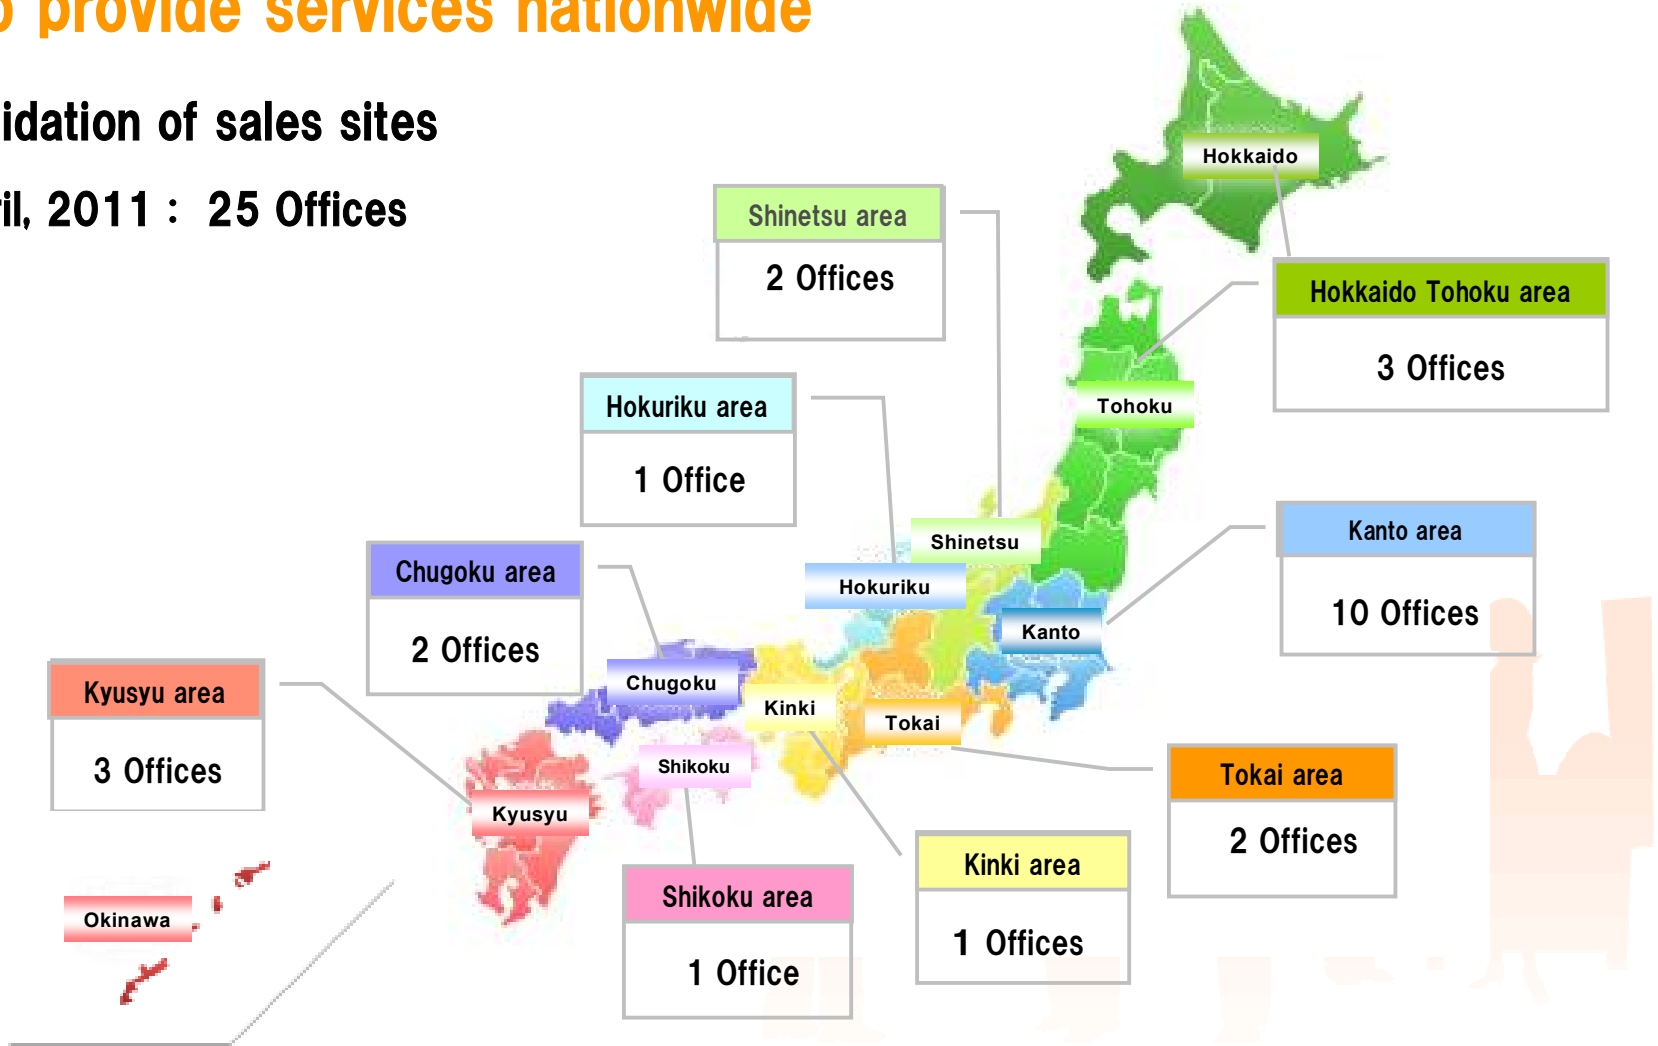 provide services nationwide
idation of sales sites
il, 2011 : 25 Offices
Hokkaido
Shinetsu area
2 Offices
Hokkaido Tohoku area
3 Offices
Hokuriku area
1 Office
Tohoku
Shinetsu
Kanto area
10 Offices
Chugoku area
2 Offices
Hokuriku
Kanto
Kyusyu area
3 Offices
Chugoku
Kinki
Tokai
Shikoku
Kyusyu
Tokai area
2 Offices
Kinki area
1 Offices
Shikoku area
1 Office
Okinawa